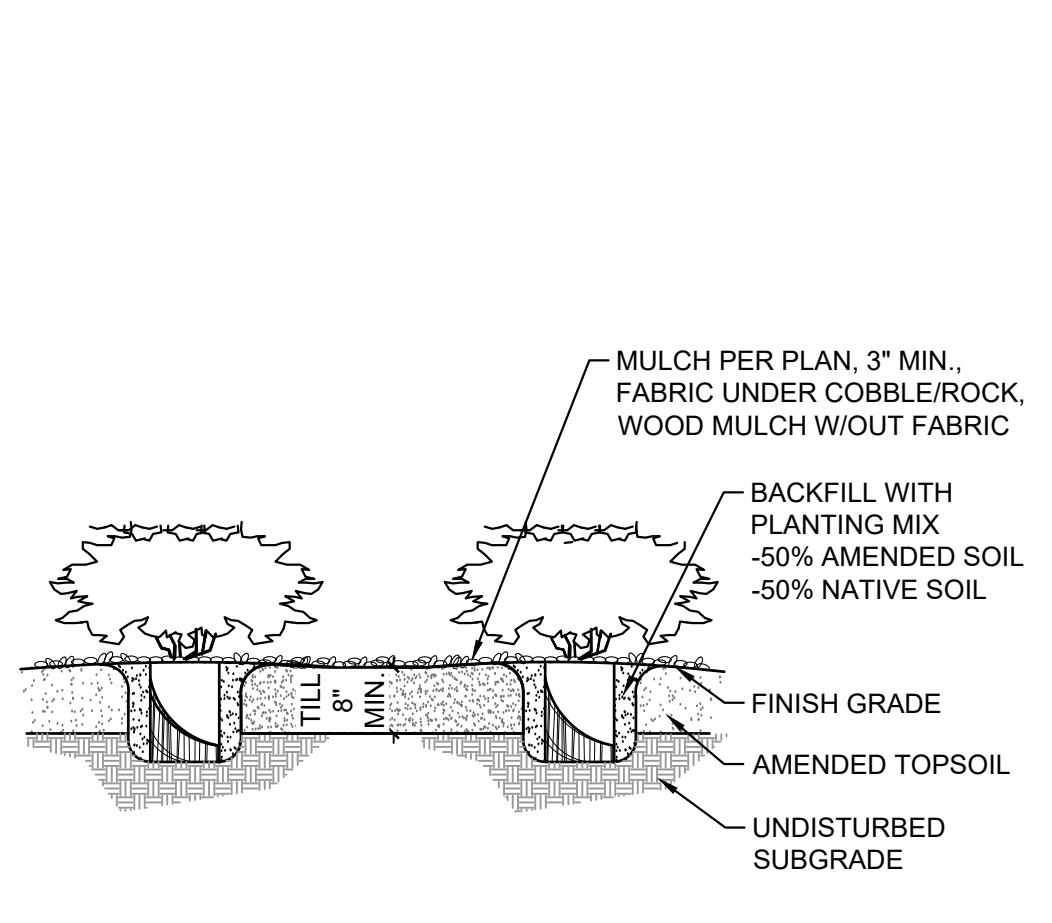 MULCH PER PLAN, 3" MIN.,
FABRIC UNDER COBBLE/ROCK,
WOOD MULCH W/OUT FABRIC
BACKFILL WITH
PLANTING MIX
-50% AMENDED SOIL
-50% NATIVE SOIL
TILL
8"
MIN.
FINISH GRADE
AMENDED TOPSOIL
UNDISTURBED
SUBGRADE